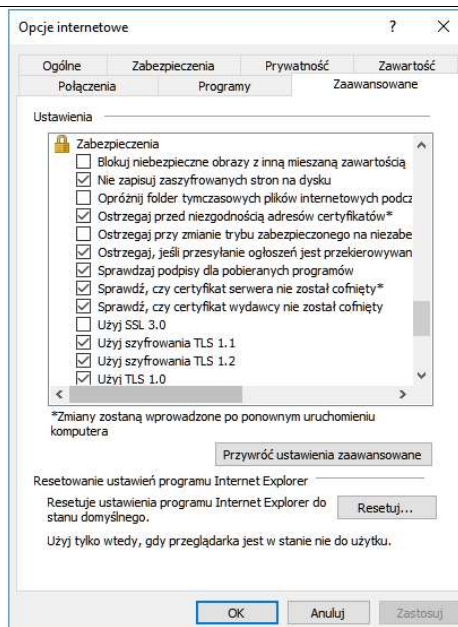 Opcje internetowe ? X
Ogólne Zabezpieczenia Prywatność Zawartość
Połączenia Programy Zaawansowane
Ustawienia
Zabezpieczenia
Blokuj niebezpieczne obrazy z inną mieszaną zawartością
Nie zapisuj zaszyfrowanych stron na dysku
Opróżnij folder tymczasowych plików internetowych podcz
Ostrzegaj przed niezgodnością adresów certyfikatów*
Ostrzegaj przy zmianie trybu zabezpieczonego na niezabe
Ostrzegaj, jeśli przesyłanie ogłoszeń jest przekierowywan
Sprawdzaj podpisy dla pobieranych programów
Sprawdź, czy certyfikat serwera nie został cofnięty*
Sprawdź, czy certyfikat wydawcy nie został cofnięty
Użyj SSL 3.0
Użyj szyfrowania TLS 1.1
Użyj szyfrowania TLS 1.2
Użyj TLS 1.0
*Zmiany zostaną wprowadzone po ponownym uruchomieniu
komputera
Przywróć ustawienia zaawansowane
Resetowanie ustawień programu Internet Explorer
Resetuje ustawienia programu Internet Explorer do
stanu domyślnego.
Resetuj...
Użyj tylko wtedy, gdy przeglądarka jest w stanie nie do użytku.
OK Anuluj Zastosuj